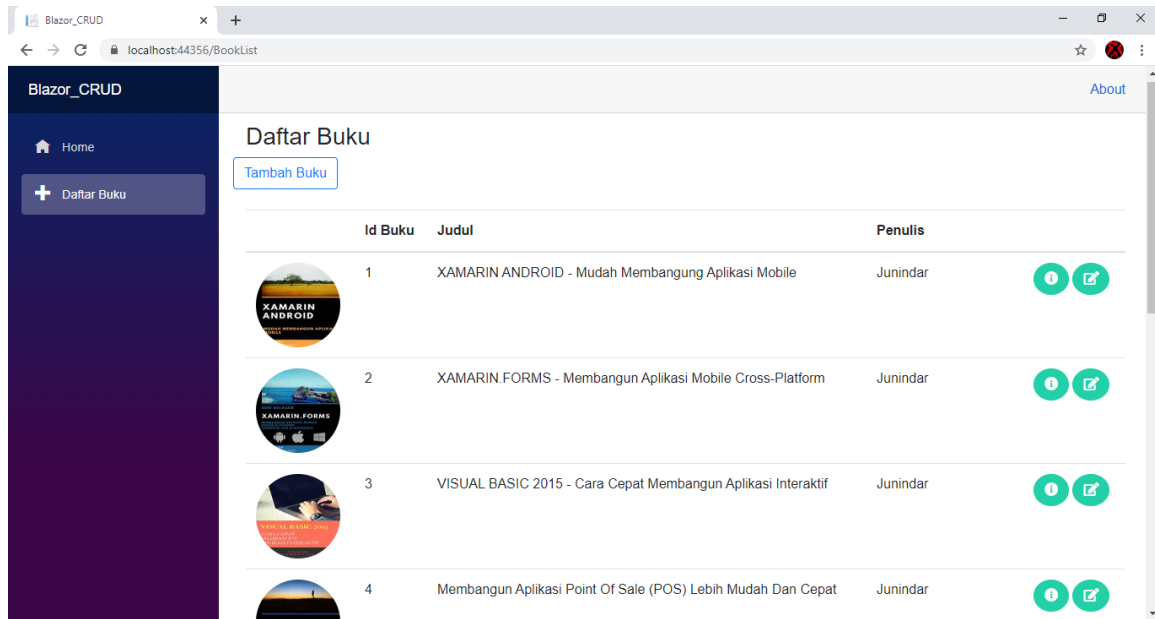 Blazor_CRUD
localhost:44356/BookList
Blazor_CRUD
About
Home
Daftar Buku
Daftar Buku
Tambah Buku
Id Buku Judul Penulis
1 XAMARIN ANDROID - Mudah Membangung Aplikasi Mobile Junindar
XAMARIN
ANDROID
2 XAMARIN.FORMS - Membangun Aplikasi Mobile Cross-Platform Junindar
XAMARIN.FORMS
3 VISUAL BASIC 2015 - Cara Cepat Membangun Aplikasi Interaktif Junindar
VISUAL BASIC 2015
4 Membangun Aplikasi Point Of Sale (POS) Lebih Mudah Dan Cepat Junindar